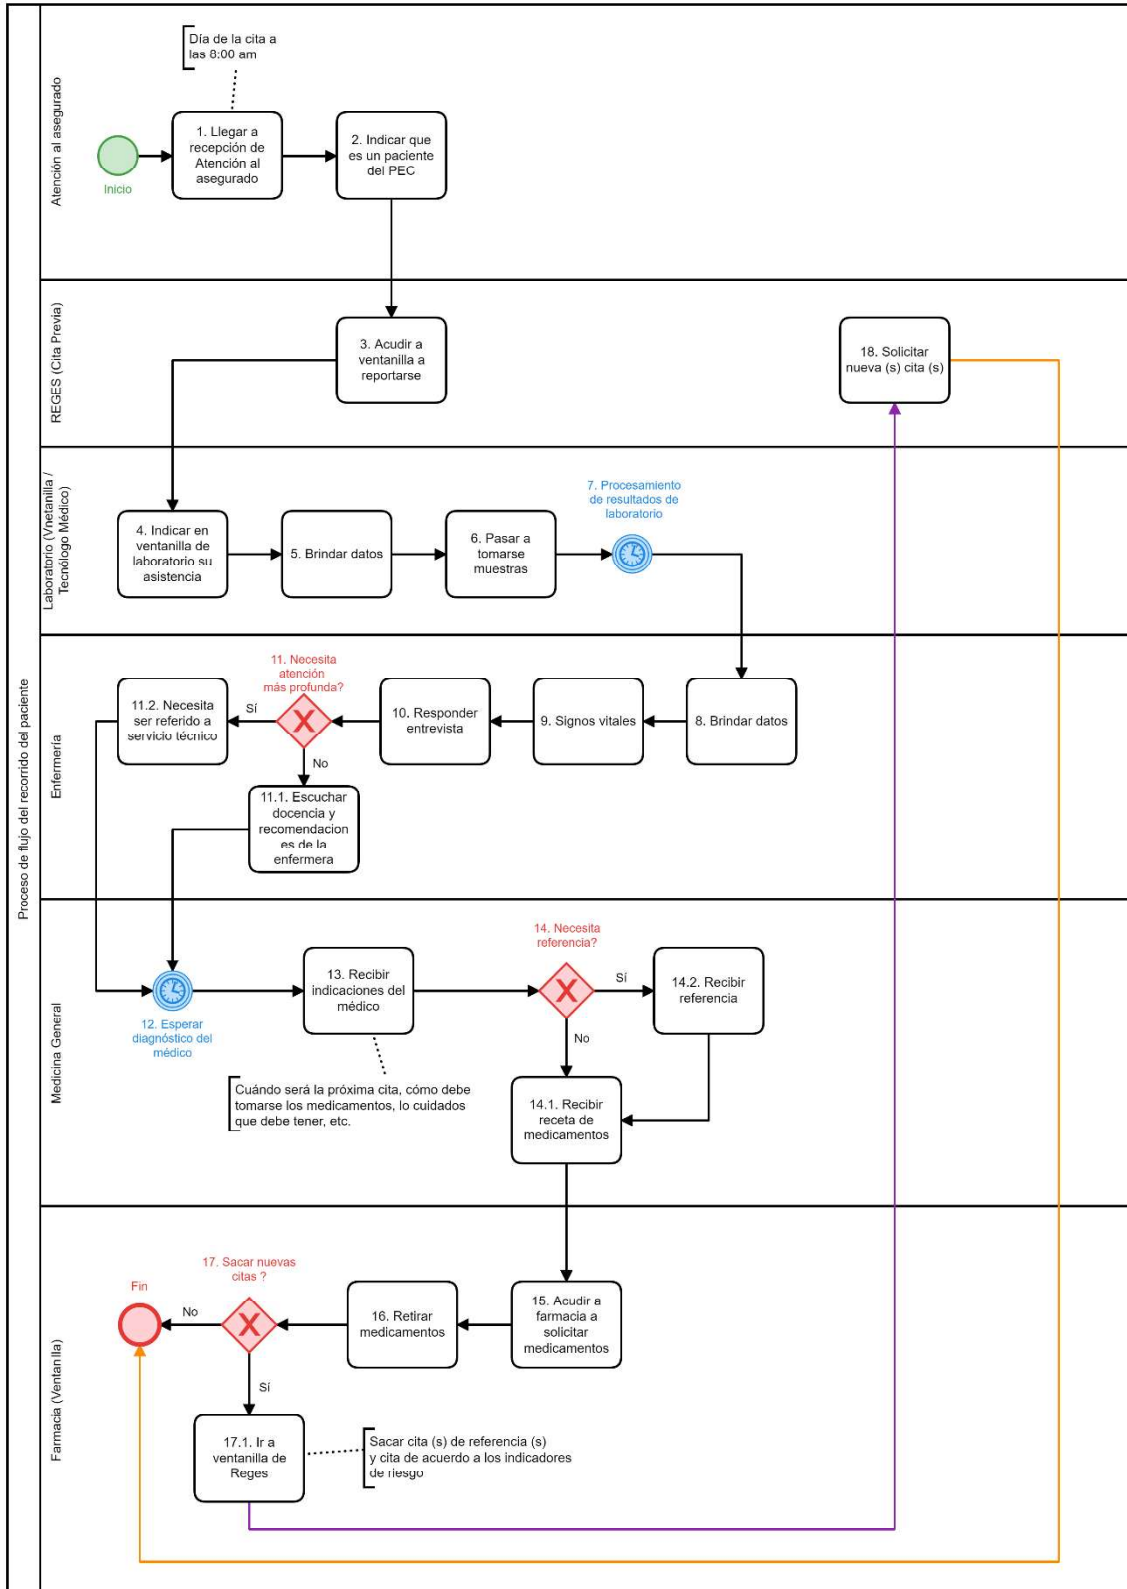 Proceso de flujo del recorrido del paciente
Atención al asegurado
Día de la cita a
las 8:00 am
Inicio
1. Llegar a
recepción de
Atención al
asegurado
2. Indicar que
es un paciente
del PEC
REGES (Cita Previa)
3. Acudir a
ventanilla a
reportarse
18. Solicitar
nueva (s) cita (s)
Laboratorio (Vnetanilla /
Tecnólogo Médico)
4. Indicar en
ventanilla de
laboratorio su
asistencia
5. Brindar datos
6. Pasar a
tomarse
muestras
7. Procesamiento
de resultados de
laboratorio
Enfermería
8. Brindar datos
9. Signos vitales
10. Responder
entrevista
11. Necesita
atención
más profunda?
Sí
No
11.2. Necesita
ser referido a
servicio técnico
11.1. Escuchar
docencia y
recomendacion
es de la
enfermera
Medicina General
12. Esperar
diagnóstico del
médico
13. Recibir
indicaciones del
médico
Cuándo será la próxima cita, cómo debe
tomarse los medicamentos, lo cuidados
que debe tener, etc.
14. Necesita
referencia?
Sí
No
14.2. Recibir
referencia
14.1. Recibir
receta de
medicamentos
Farmacia (Ventanilla)
15. Acudir a
farmacia a
solicitar
medicamentos
16. Retirar
medicamentos
17. Sacar nuevas
citas ?
No
Sí
Fin
17.1. Ir a
ventanilla de
Reges
Sacar cita (s) de referencia (s)
y cita de acuerdo a los indicadores
de riesgo